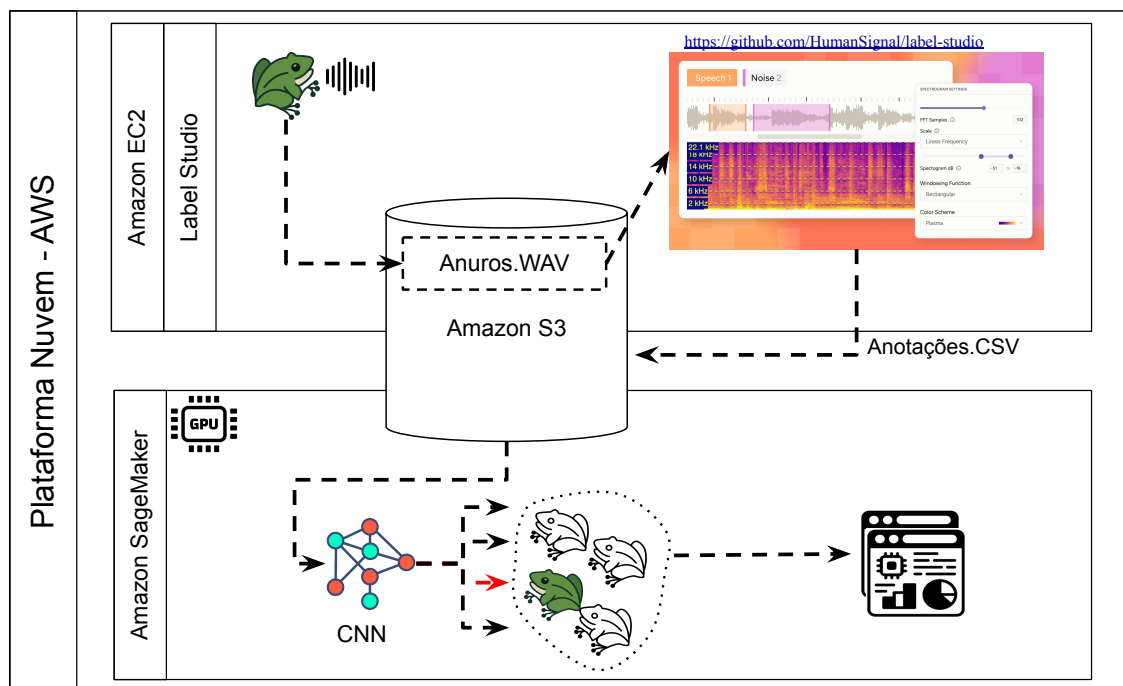 Plataforma Nuvem - AWS
Amazon EC2
Label Studio
https://github.com/HumanSignal/label-studio
Speech 1
Noise 2
22.1 kHz
18 kHz
14 kHz
10 kHz
6 kHz
2 kHz
SPECTROGRAM SETTINGS
FFT Samples
512
Scale
Linear Frequency
Spectrogram dB
-51
-16
Windowing Function
Rectangular
Color Scheme
Plasma
Anuros.WAV
Amazon S3
Anotações.CSV
Amazon SageMaker
GPU
CNN